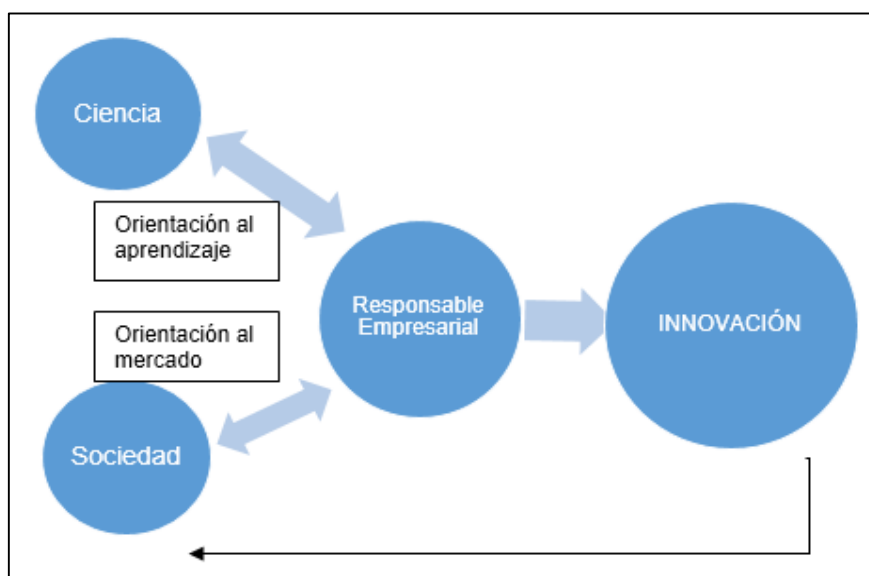 Ciencia
Orientación al
aprendizaje
Orientación al
mercado
Sociedad
Responsable
Empresarial
INNOVACIÓN